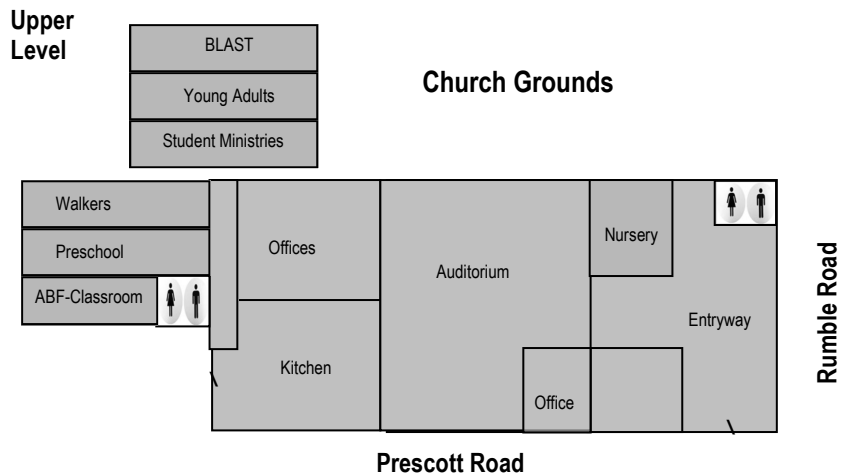 Upper
Level
BLAST
Church Grounds
Young Adults
Student Ministries
Walkers
Offices
Nursery
Preschool
Auditorium
ABF-Classroom
Entryway
Rumble Road
Kitchen
Office
Prescott Road